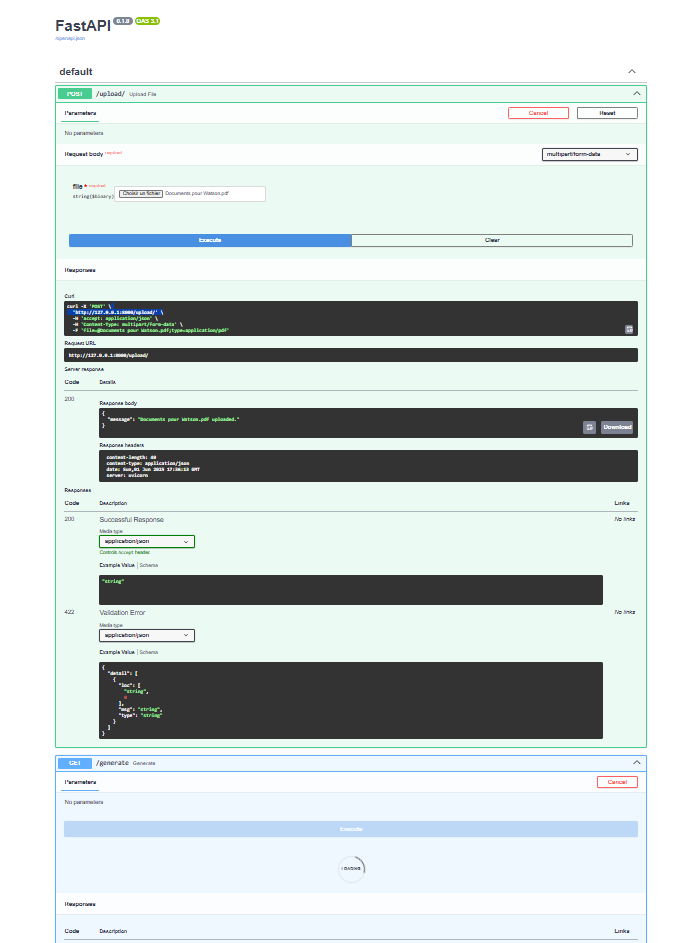 FastAPI 0.1.0 OAS 3.1
/openapi.json
default
POST /upload/ Upload File
Parameters Cancel Reset
No parameters
Request body required multipart/form-data
file * required
string($binary) Choisir un fichier Documents pour Watson.pdf
Execute Clear
Responses
Curl
curl -X 'POST' \
'http://127.0.0.1:8000/upload/' \
-H 'accept: application/json' \
-H 'Content-Type: multipart/form-data' \
-F 'file=@Documents pour Watson.pdf;type=application/pdf'
Request URL
http://127.0.0.1:8000/upload/
Server response
Code Details
200
Response body
{
"message": "Documents pour Watson.pdf uploaded."
}
Download
Response headers
content-length: 49
content-type: application/json
date: Sun,01 Jun 2025 17:36:13 GMT
server: uvicorn
Responses
Code Description Links
200 Successful Response No links
Media type
application/json
Controls Accept header.
Example Value | Schema
"string"
422 Validation Error No links
Media type
application/json
Example Value | Schema
{
"detail": [
{
"loc": [
"string",
0
],
"msg": "string",
"type": "string"
}
]
}
GET /generate Generate
Parameters Cancel
No parameters
Execute
LOADING
Responses
Code Description Links